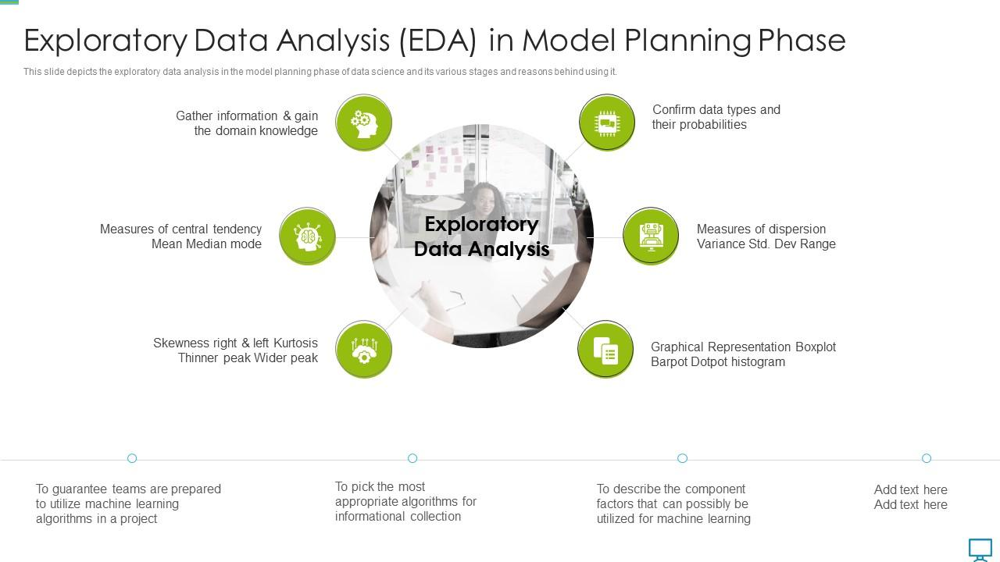 Exploratory Data Analysis (EDA) in Model Planning Phase
This slide depicts the exploratory data analysis in the model planning phase of data science and its various stages and reasons behind using it.
Gather information & gain
the domain knowledge
Confirm data types and
their probabilities
Exploratory
Data Analysis
Measures of central tendency
Mean Median mode
Measures of dispersion
Variance Std. Dev Range
Skewness right & left Kurtosis
Thinner peak Wider peak
Graphical Representation Boxplot
Barpot Dotpot histogram
To guarantee teams are prepared
to utilize machine learning
algorithms in a project
To pick the most
appropriate algorithms for
informational collection
To describe the component
factors that can possibly be
utilized for machine learning
Add text here
Add text here